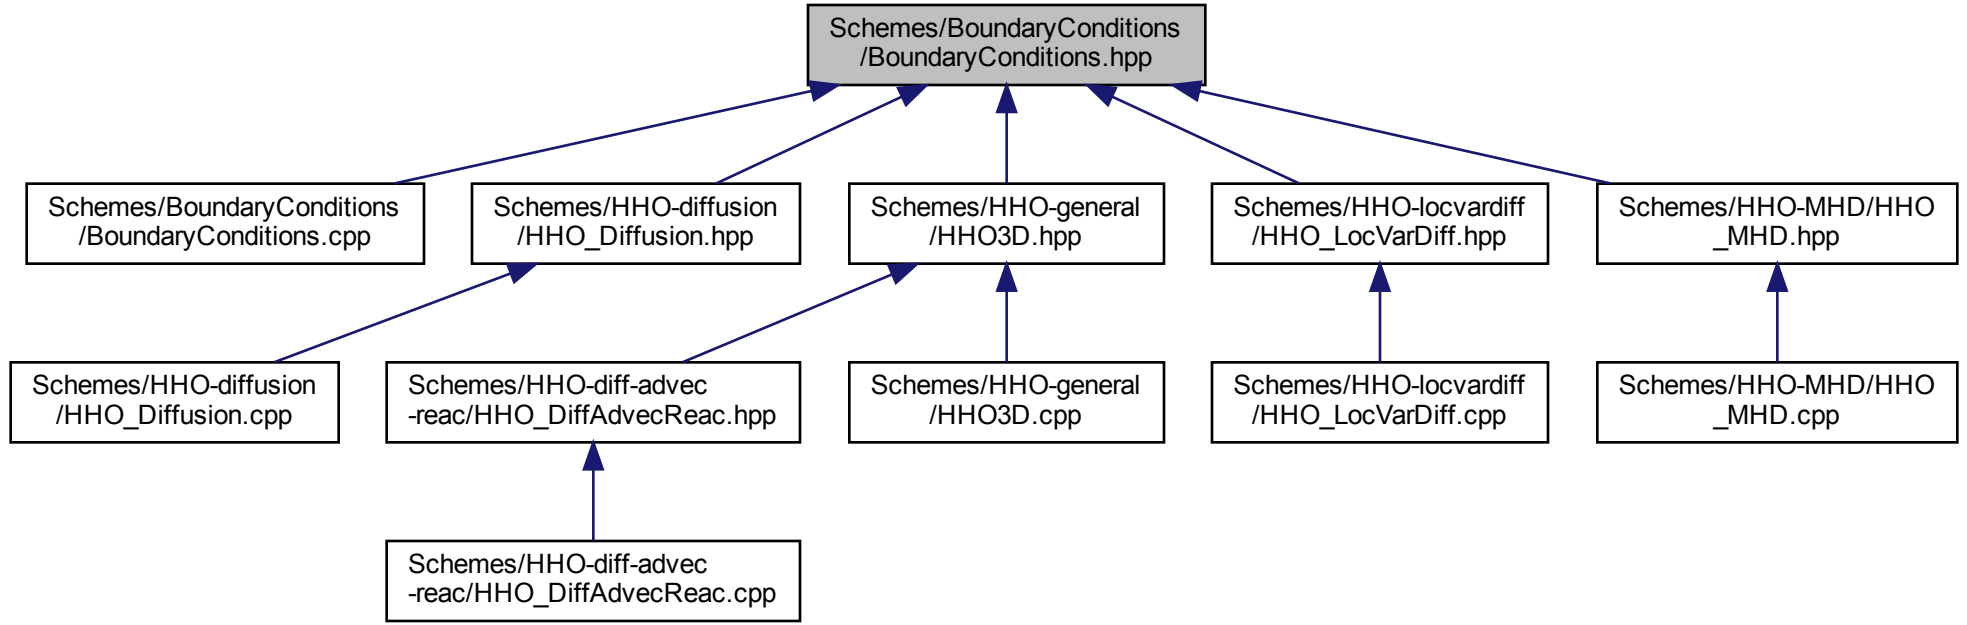 Schemes/BoundaryConditions
/BoundaryConditions.hpp
Schemes/BoundaryConditions
/BoundaryConditions.cpp
Schemes/HHO-diffusion
/HHO_Diffusion.hpp
Schemes/HHO-general
/HHO3D.hpp
Schemes/HHO-locvardiff
/HHO_LocVarDiff.hpp
Schemes/HHO-MHD/HHO
_MHD.hpp
Schemes/HHO-diffusion
/HHO_Diffusion.cpp
Schemes/HHO-diff-advec
-reac/HHO_DiffAdvecReac.hpp
Schemes/HHO-general
/HHO3D.cpp
Schemes/HHO-locvardiff
/HHO_LocVarDiff.cpp
Schemes/HHO-MHD/HHO
_MHD.cpp
Schemes/HHO-diff-advec
-reac/HHO_DiffAdvecReac.cpp